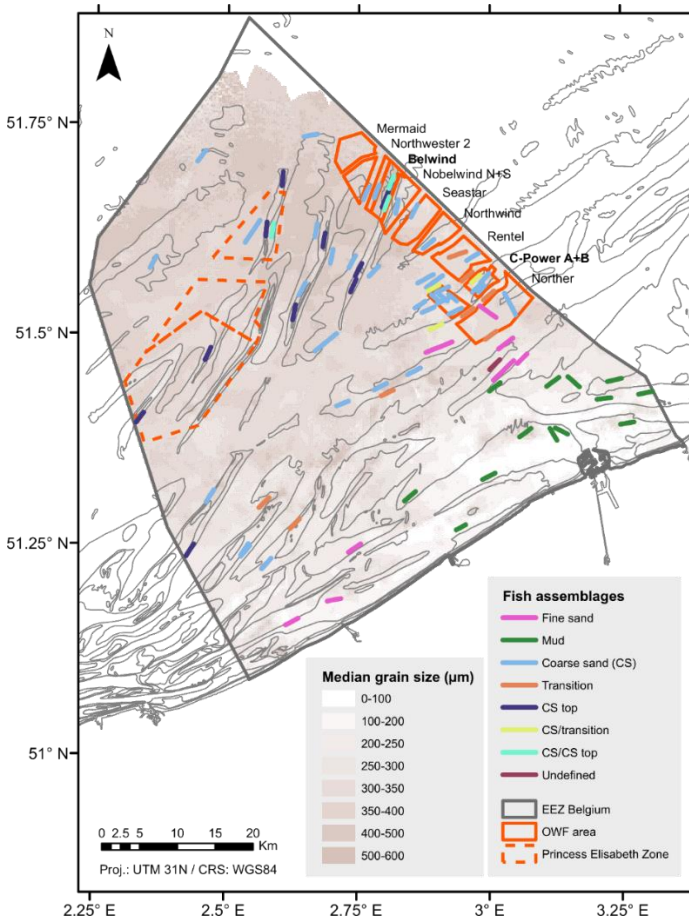 N
51.75° N
51.5° N
51.25° N
51° N
Mermaid
Northwester 2
Belwind
Nobelwind N+S
Seastar
Northwind
Rentel
C-Power A+B
Norther
Median grain size (µm)
0-100
100-200
200-250
250-300
300-350
350-400
400-500
500-600
Fish assemblages
Fine sand
Mud
Coarse sand (CS)
Transition
CS top
CS/transition
CS/CS top
Undefined
EEZ Belgium
OWF area
Princess Elisabeth Zone
0 2.5 5 10 15 20
Km
Proj.: UTM 31N / CRS: WGS84
2.25° E 2.5° E 2.75° E 3° E 3.25° E